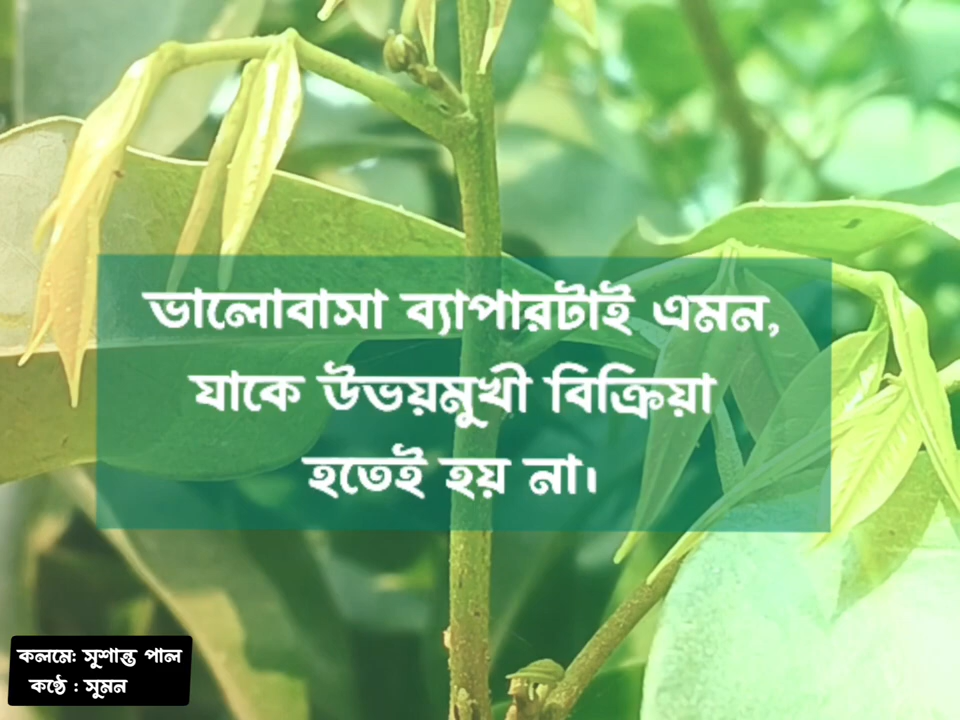 ভালোবাসা ব্যাপারটাই এমন,
যাকে উভয়মুখী বিক্রিয়া
হতেই হয় না।
কলমে: সুশান্ত পাল
কণ্ঠে : সুমন